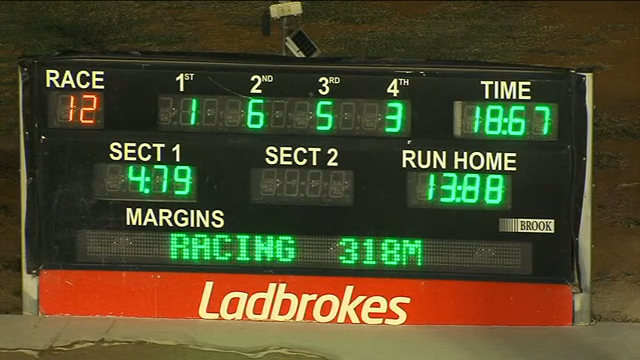 RACE 1ST 2ND 3RD 4TH TIME
12 1 6 5 3 18:67
SECT 1 SECT 2 RUN HOME
4:79 13:88
MARGINS
BROOK
RACING 318M
Ladbrokes